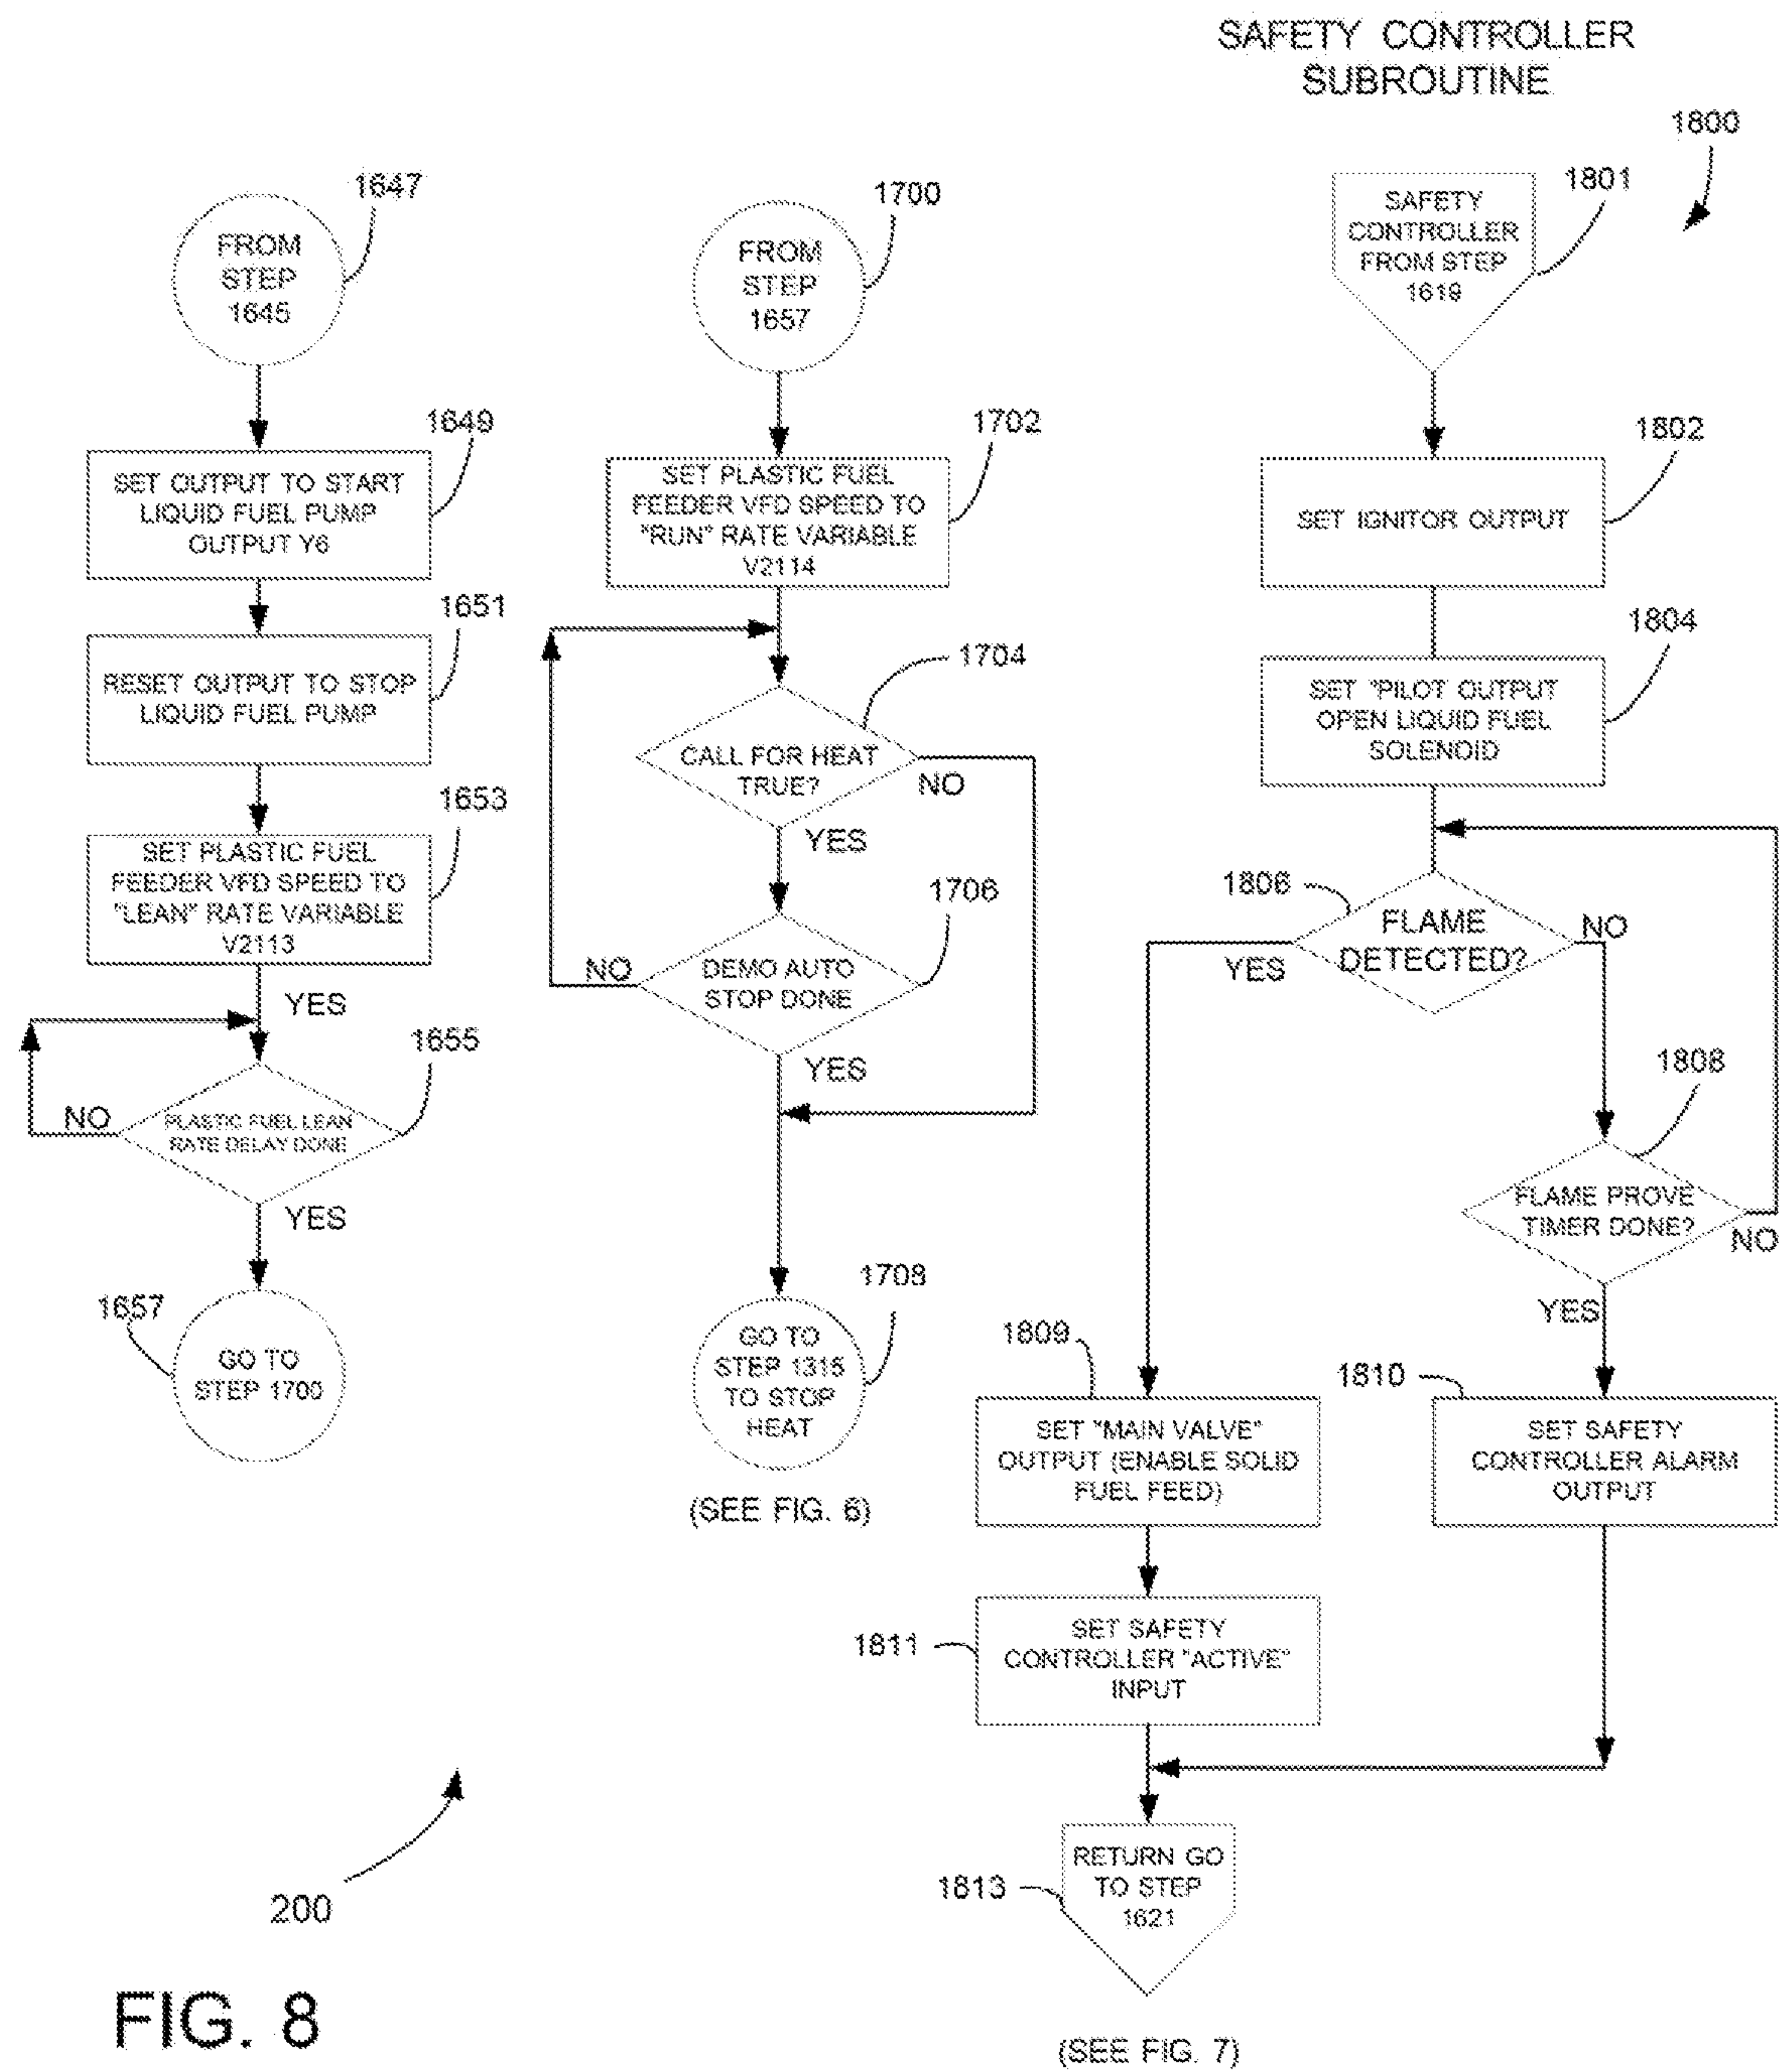 SAFETY CONTROLLER
SUBROUTINE
1800
1647
FROM
STEP
1645
1649
SET OUTPUT TO START
LIQUID FUEL PUMP
OUTPUT Y6
1651
RESET OUTPUT TO STOP
LIQUID FUEL PUMP
1653
SET PLASTIC FUEL
FEEDER VFD SPEED TO
"LEAN" RATE VARIABLE
V2113
YES
1655
NO
PLASTIC FUEL LEAN
RATE DELAY DONE
YES
1657
GO TO
STEP 1700
1700
FROM
STEP
1657
1702
SET PLASTIC FUEL
FEEDER VFD SPEED TO
"RUN" RATE VARIABLE
V2114
1704
CALL FOR HEAT
TRUE?
NO
YES
1706
NO
DEMO AUTO
STOP DONE
YES
1708
GO TO
STEP 1315
TO STOP
HEAT
(SEE FIG. 6)
1801
SAFETY
CONTROLLER
FROM STEP
1619
1802
SET IGNITOR OUTPUT
1804
SET "PILOT OUTPUT
OPEN LIQUID FUEL
SOLENOID
1806
FLAME
DETECTED?
NO
YES
1808
FLAME PROVE
TIMER DONE?
NO
YES
1809
SET "MAIN VALVE"
OUTPUT (ENABLE SOLID
FUEL FEED)
1810
SET SAFETY
CONTROLLER ALARM
OUTPUT
1811
SET SAFETY
CONTROLLER "ACTIVE"
INPUT
1813
RETURN GO
TO STEP
1621
(SEE FIG. 7)
200
FIG. 8